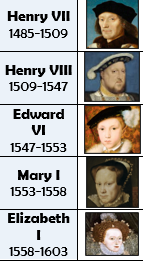 Henry VII
1485-1509
Henry VIII
1509-1547
Edward
VI
1547-1553
Mary I
1553-1558
Elizabeth
I
1558-1603